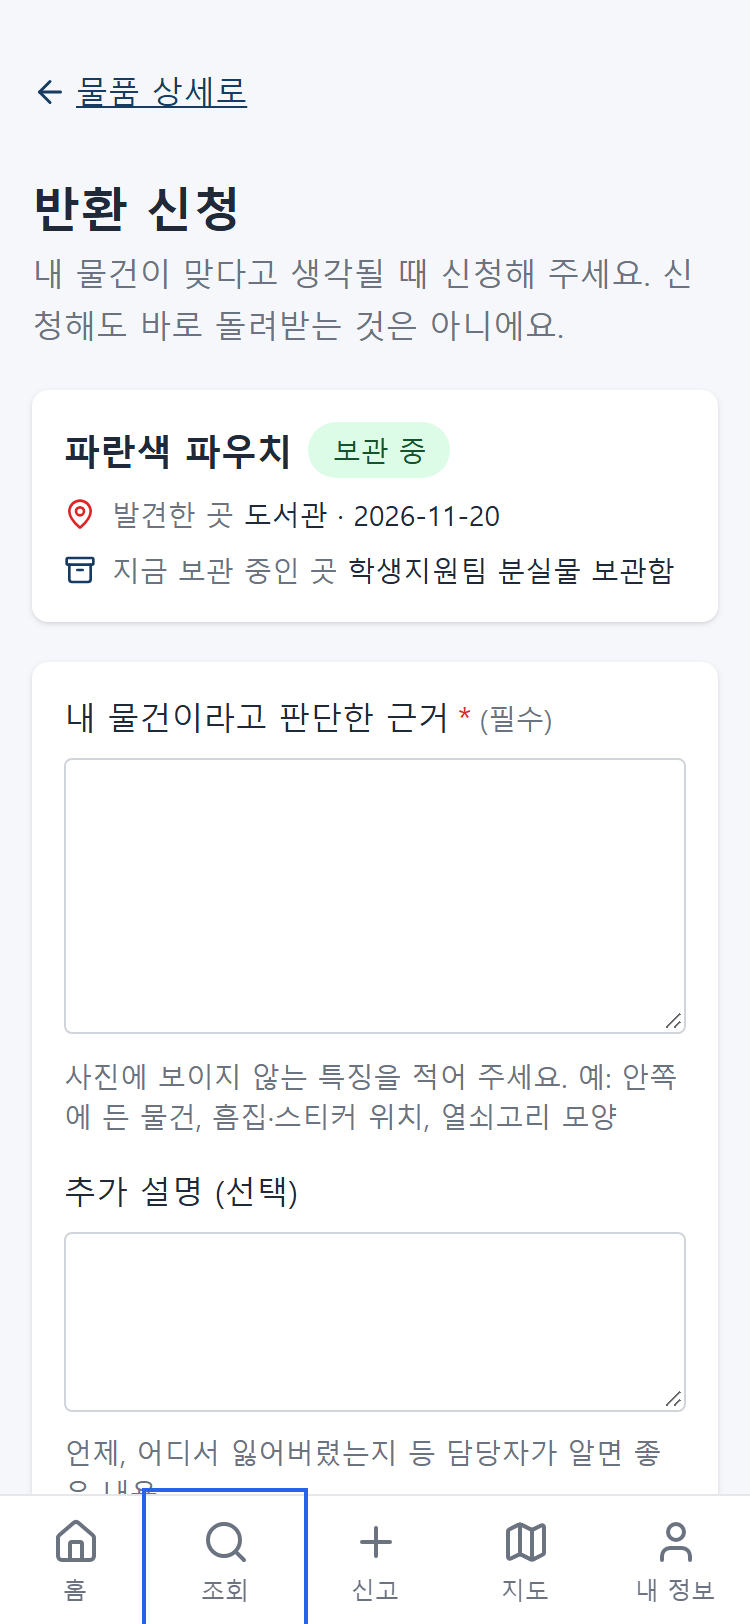 물품 상세로
반환 신청
내 물건이 맞다고 생각될 때 신청해 주세요. 신
청해도 바로 돌려받는 것은 아니에요.
파란색 파우치 보관 중
발견한 곳 도서관 · 2026-11-20
지금 보관 중인 곳 학생지원팀 분실물 보관함
내 물건이라고 판단한 근거 * (필수)
사진에 보이지 않는 특징을 적어 주세요. 예: 안쪽
에 든 물건, 흠집·스티커 위치, 열쇠고리 모양
추가 설명 (선택)
언제, 어디서 잃어버렸는지 등 담당자가 알면 좋
홈 조회 신고 지도 내 정보